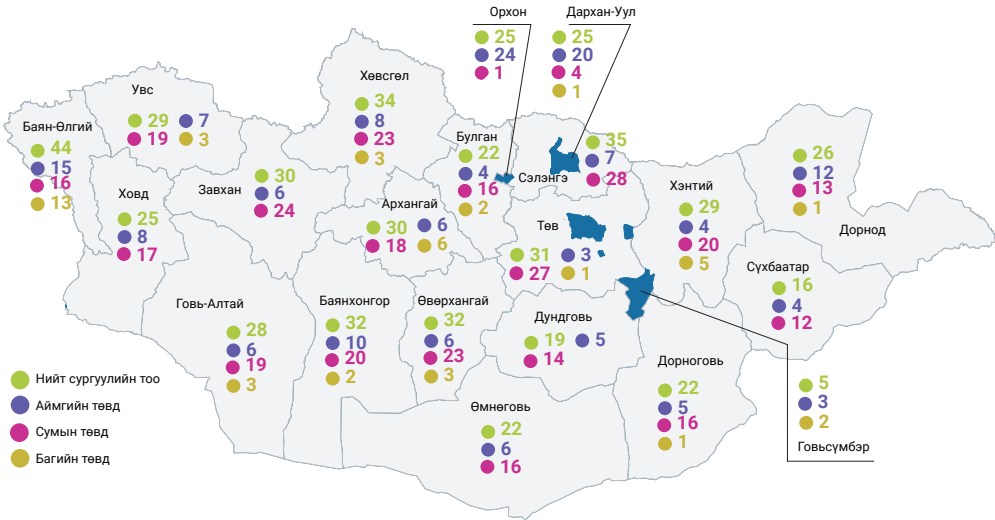 Орхон
25
24
1
Дархан-Уул
25
20
4
1
Увс
29 7
19 3
Хөвсгөл
34
8
23
3
Баян-Өлгий
44
15
16
13
Ховд
25
8
17
Завхан
30
6
24
Архангай
30 6
18 6
Булган
22
4
16
2
Сэлэнгэ
35
7
28
Төв
31 3
27 1
Хэнтий
29
4
20
5
26
12
13
1
Дорнод
Сүхбаатар
16
4
12
Говь-Алтай
28
6
19
3
Баянхонгор
32
10
20
2
Өвөрхангай
32
6
23
3
Дундговь
19 5
14
Дорноговь
22
5
16
1
Өмнөговь
22
6
16
5
3
2
Говьсүмбэр
Нийт сургуулийн тоо
Аймгийн төвд
Сумын төвд
Багийн төвд